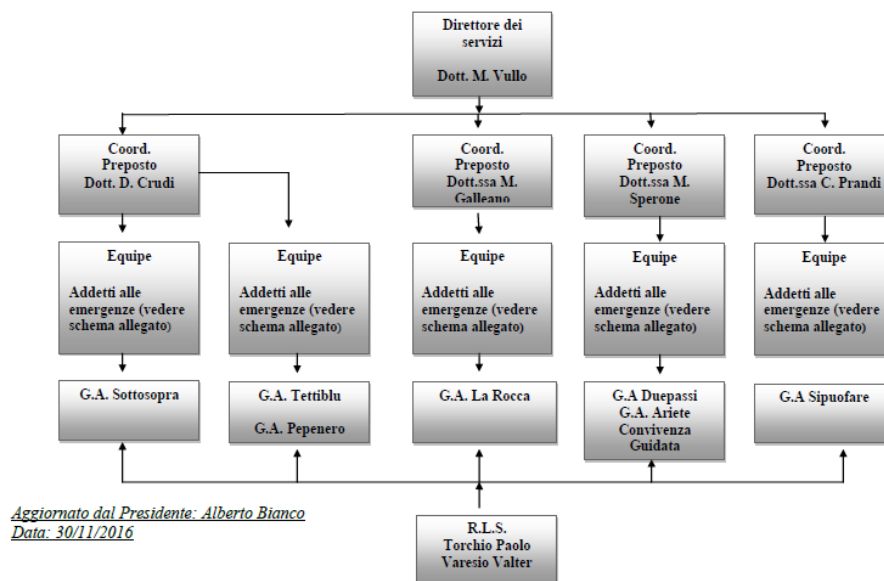 Direttore dei
servizi
Dott. M. Vullo
Coord.
Preposto
Dott. D. Crudi
Coord.
Preposto
Dott.ssa M.
Galleano
Coord.
Preposto
Dott.ssa M.
Sperone
Coord.
Preposto
Dott.ssa C. Prandi
Equipe
Addetti alle
emergenze (vedere
schema allegato)
Equipe
Addetti alle
emergenze (vedere
schema allegato)
Equipe
Addetti alle
emergenze (vedere
schema allegato)
Equipe
Addetti alle
emergenze (vedere
schema allegato)
Equipe
Addetti alle
emergenze (vedere
schema allegato)
G.A. Sottosopra
G.A. Tettiblu
G.A. Pepenero
G.A. La Rocca
G.A Duepassi
G.A. Ariete
Convivenza
Guidata
G.A Sipuofare
Aggiornato dal Presidente: Alberto Bianco
Data: 30/11/2016
R.L.S.
Torchio Paolo
Varesio Valter